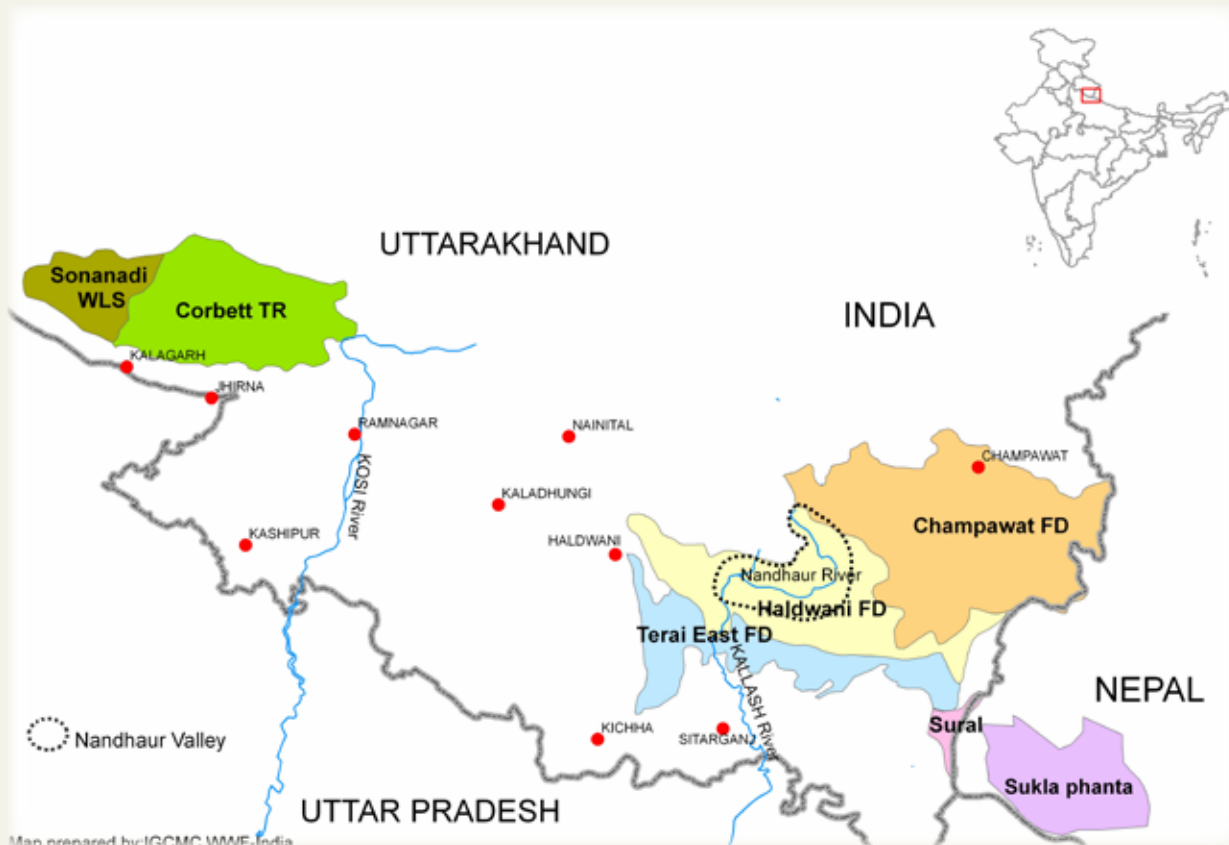 UTTARAKHAND
INDIA
Sonanadi
WLS
Corbett TR
KALAGARH
JHIRNA
RAMNAGAR
NAINITAL
CHAMPAWAT
KOSI River
KALADHUNGI
KASHIPUR
HALDWANI
Champawat FD
Nandhaur River
Haldwani FD
Terai East FD
KALLASH River
NEPAL
Sural
KICHHA
SITARGANJ
Nandhaur Valley
Sukla phanta
UTTAR PRADESH
Map prepared by:IGCMC WWF-India